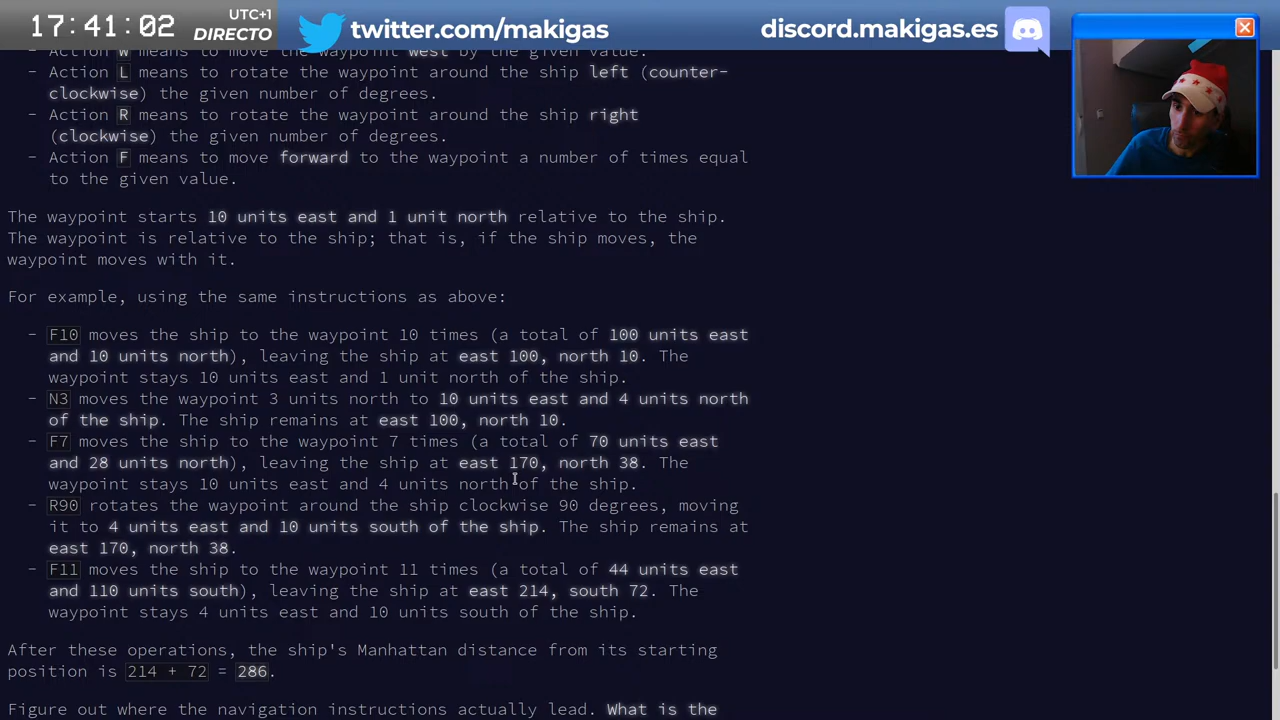 17:41:02
UTC+1
DIRECTO
twitter.com/makigas
discord.makigas.es
- Action W means to move the waypoint west by the given value.
- Action L means to rotate the waypoint around the ship left (counter-
clockwise) the given number of degrees.
- Action R means to rotate the waypoint around the ship right
(clockwise) the given number of degrees.
- Action F means to move forward to the waypoint a number of times equal
to the given value.
The waypoint starts 10 units east and 1 unit north relative to the ship.
The waypoint is relative to the ship; that is, if the ship moves, the
waypoint moves with it.
For example, using the same instructions as above:
- F10 moves the ship to the waypoint 10 times (a total of 100 units east
and 10 units north), leaving the ship at east 100, north 10. The
waypoint stays 10 units east and 1 unit north of the ship.
- N3 moves the waypoint 3 units north to 10 units east and 4 units north
of the ship. The ship remains at east 100, north 10.
- F7 moves the ship to the waypoint 7 times (a total of 70 units east
and 28 units north), leaving the ship at east 170, north 38. The
waypoint stays 10 units east and 4 units north of the ship.
- R90 rotates the waypoint around the ship clockwise 90 degrees, moving
it to 4 units east and 10 units south of the ship. The ship remains at
east 170, north 38.
- F11 moves the ship to the waypoint 11 times (a total of 44 units east
and 110 units south), leaving the ship at east 214, south 72. The
waypoint stays 4 units east and 10 units south of the ship.
After these operations, the ship's Manhattan distance from its starting
position is 214 + 72 = 286.
Figure out where the navigation instructions actually lead. What is the